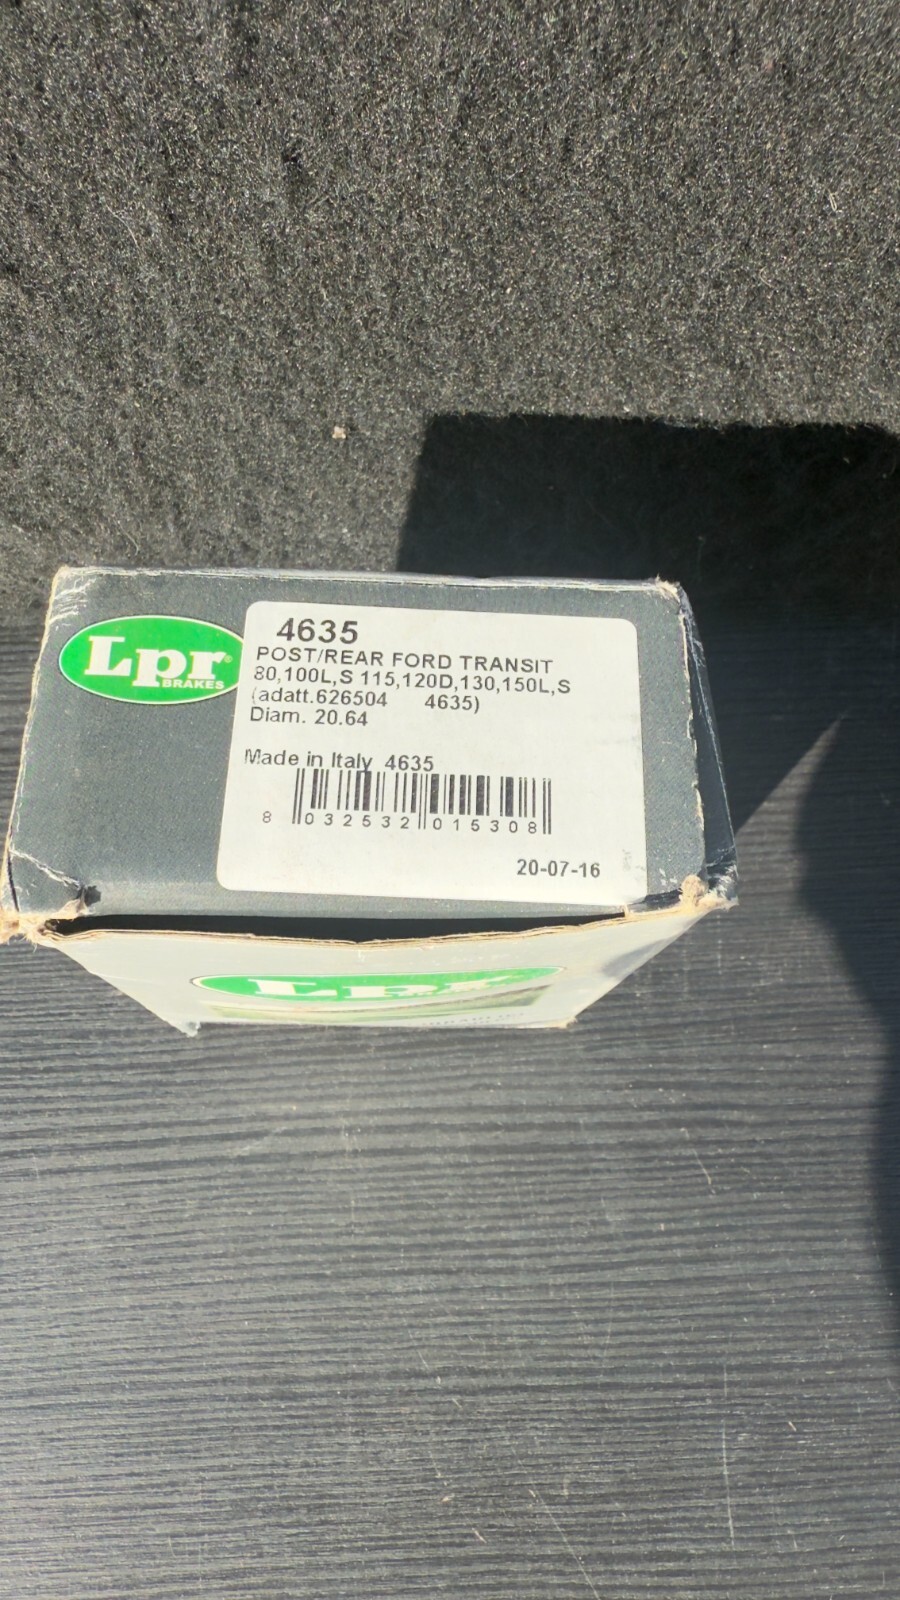 Lpr
BRAKES
4635
POST/REAR FORD TRANSIT
80,100L,S 115,120D,130,150L,S
(adatt.626504 4635)
Diam. 20.64
Made in Italy 4635
8 032532 015308
20-07-16
Lpr